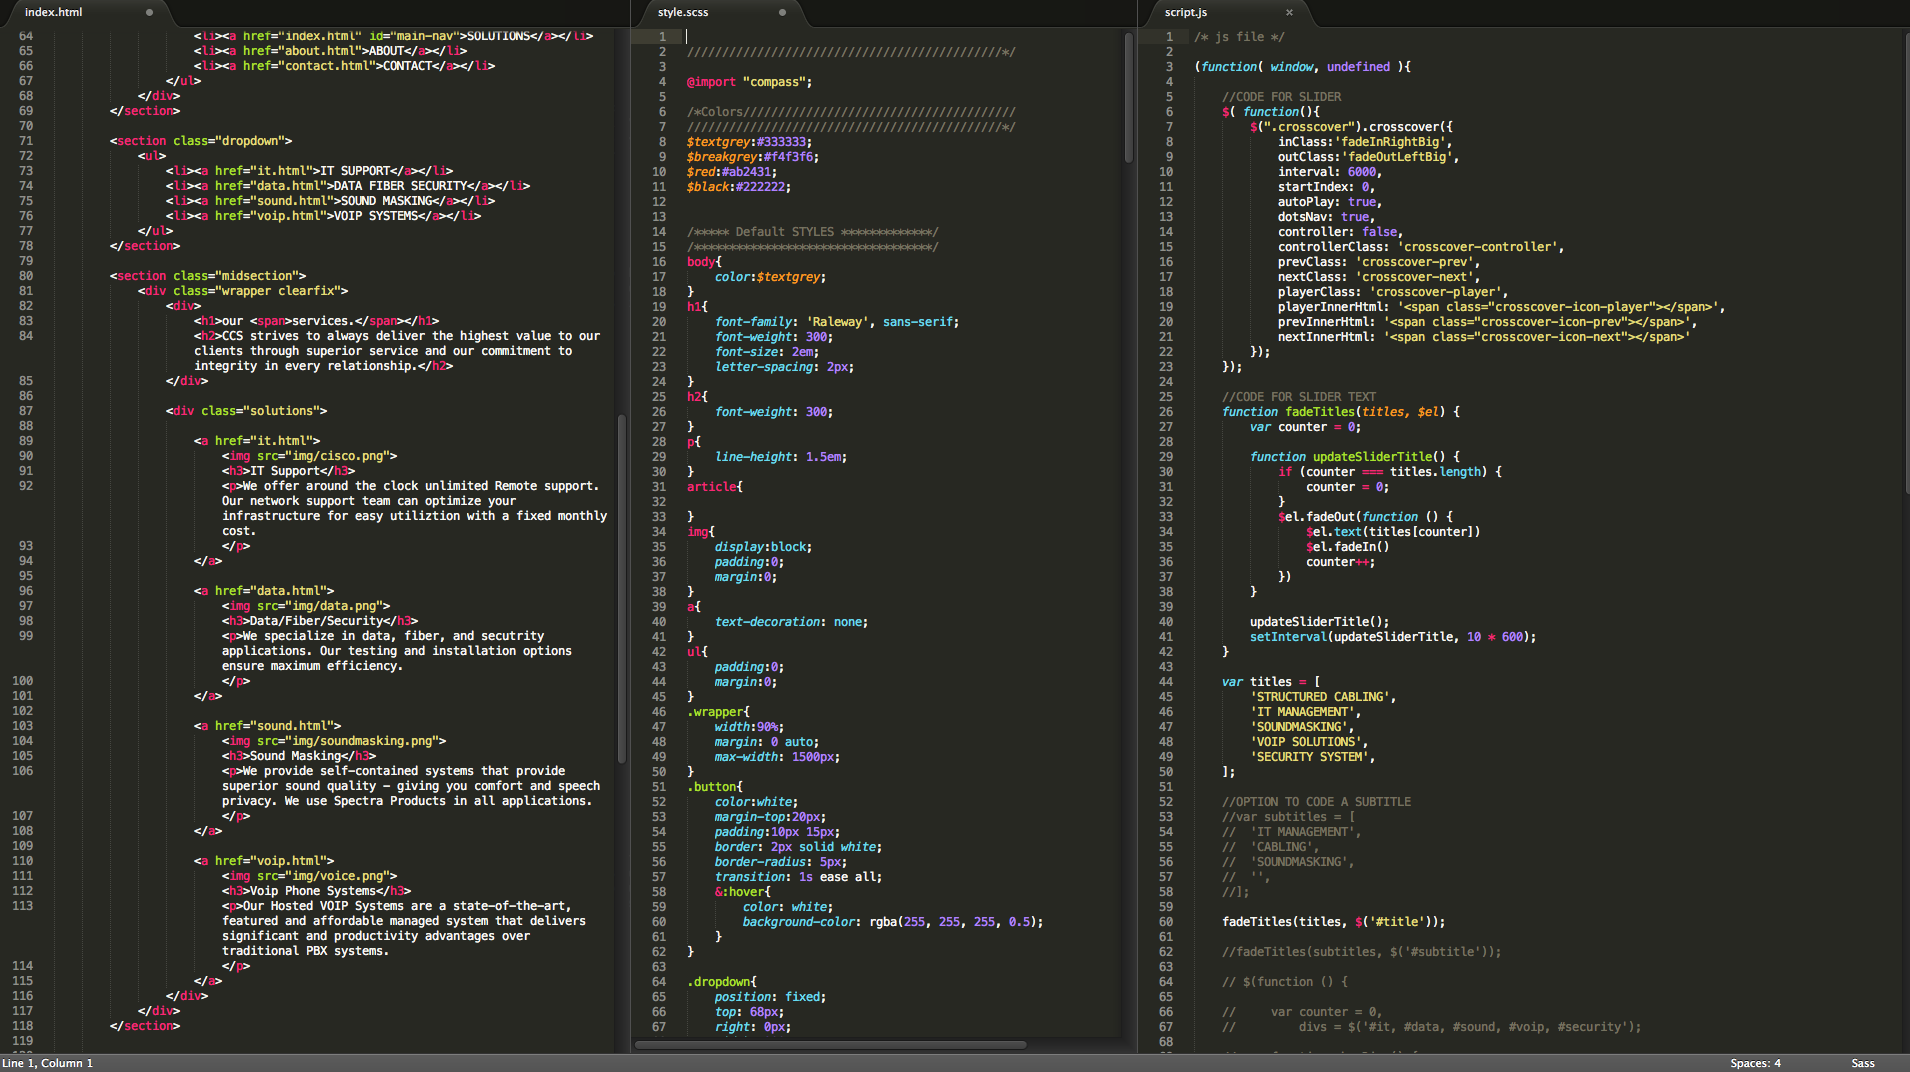 index.html
64 <li><a href="index.html" id="main-nav">SOLUTIONS</a></li>
65 <li><a href="about.html">ABOUT</a></li>
66 <li><a href="contact.html">CONTACT</a></li>
67 </ul>
68 </div>
69 </section>
70
71 <section class="dropdown">
72 <ul>
73 <li><a href="it.html">IT SUPPORT</a></li>
74 <li><a href="data.html">DATA FIBER SECURITY</a></li>
75 <li><a href="sound.html">SOUND MASKING</a></li>
76 <li><a href="voip.html">VOIP SYSTEMS</a></li>
77 </ul>
78 </section>
79
80 <section class="midsection">
81 <div class="wrapper clearfix">
82 <div>
83 <h1>our <span>services.</span></h1>
84 <h2>CCS strives to always deliver the highest value to our
clients through superior service and our commitment to
integrity in every relationship.</h2>
85 </div>
86
87 <div class="solutions">
88
89 <a href="it.html">
90 <img src="img/cisco.png">
91 <h3>IT Support</h3>
92 <p>We offer around the clock unlimited Remote support.
Our network support team can optimize your
infrastructure for easy utiliztion with a fixed monthly
cost.
93 </p>
94 </a>
95
96 <a href="data.html">
97 <img src="img/data.png">
98 <h3>Data/Fiber/Security</h3>
99 <p>We specialize in data, fiber, and secutrity
applications. Our testing and installation options
ensure maximum efficiency.
100 </p>
101 </a>
102
103 <a href="sound.html">
104 <img src="img/soundmasking.png">
105 <h3>Sound Masking</h3>
106 <p>We provide self-contained systems that provide
superior sound quality – giving you comfort and speech
privacy. We use Spectra Products in all applications.
107 </p>
108 </a>
109
110 <a href="voip.html">
111 <img src="img/voice.png">
112 <h3>Voip Phone Systems</h3>
113 <p>Our Hosted VOIP Systems are a state-of-the-art,
featured and affordable managed system that delivers
significant and productivity advantages over
traditional PBX systems.
114 </p>
115 </a>
116 </div>
117 </div>
118 </section>
119
style.scss
1
2 /////////////////////////////////////////////*/
3
4 @import "compass";
5
6 /*Colors///////////////////////////////////////
7 /////////////////////////////////////////////*/
8 $textgrey:#333333;
9 $breakgrey:#f4f3f6;
10 $red:#ab2431;
11 $black:#222222;
12
13
14 /***** Default STYLES *************/
15 /**********************************/
16 body{
17 color:$textgrey;
18 }
19 h1{
20 font-family: 'Raleway', sans-serif;
21 font-weight: 300;
22 font-size: 2em;
23 letter-spacing: 2px;
24 }
25 h2{
26 font-weight: 300;
27 }
28 p{
29 line-height: 1.5em;
30 }
31 article{
32
33 }
34 img{
35 display:block;
36 padding:0;
37 margin:0;
38 }
39 a{
40 text-decoration: none;
41 }
42 ul{
43 padding:0;
44 margin:0;
45 }
46 .wrapper{
47 width:90%;
48 margin: 0 auto;
49 max-width: 1500px;
50 }
51 .button{
52 color:white;
53 margin-top:20px;
54 padding:10px 15px;
55 border: 2px solid white;
56 border-radius: 5px;
57 transition: 1s ease all;
58 &:hover{
59 color: white;
60 background-color: rgba(255, 255, 255, 0.5);
61 }
62 }
63
64 .dropdown{
65 position: fixed;
66 top: 68px;
67 right: 0px;
script.js
1 /* js file */
2
3 (function( window, undefined ){
4
5 //CODE FOR SLIDER
6 $( function(){
7 $(".crosscover").crosscover({
8 inClass:'fadeInRightBig',
9 outClass:'fadeOutLeftBig',
10 interval: 6000,
11 startIndex: 0,
12 autoPlay: true,
13 dotsNav: true,
14 controller: false,
15 controllerClass: 'crosscover-controller',
16 prevClass: 'crosscover-prev',
17 nextClass: 'crosscover-next',
18 playerClass: 'crosscover-player',
19 playerInnerHtml: '<span class="crosscover-icon-player"></span>',
20 prevInnerHtml: '<span class="crosscover-icon-prev"></span>',
21 nextInnerHtml: '<span class="crosscover-icon-next"></span>'
22 });
23 });
24
25 //CODE FOR SLIDER TEXT
26 function fadeTitles(titles, $el) {
27 var counter = 0;
28
29 function updateSliderTitle() {
30 if (counter === titles.length) {
31 counter = 0;
32 }
33 $el.fadeOut(function () {
34 $el.text(titles[counter])
35 $el.fadeIn()
36 counter++;
37 })
38 }
39
40 updateSliderTitle();
41 setInterval(updateSliderTitle, 10 * 600);
42 }
43
44 var titles = [
45 'STRUCTURED CABLING',
46 'IT MANAGEMENT',
47 'SOUNDMASKING',
48 'VOIP SOLUTIONS',
49 'SECURITY SYSTEM',
50 ];
51
52 //OPTION TO CODE A SUBTITLE
53 //var subtitles = [
54 // 'IT MANAGEMENT',
55 // 'CABLING',
56 // 'SOUNDMASKING',
57 // '',
58 //];
59
60 fadeTitles(titles, $('#title'));
61
62 //fadeTitles(subtitles, $('#subtitle'));
63
64 // $(function () {
65
66 // var counter = 0,
67 // divs = $('#it, #data, #sound, #voip, #security');
68
Line 1, Column 1
Spaces: 4
Sass